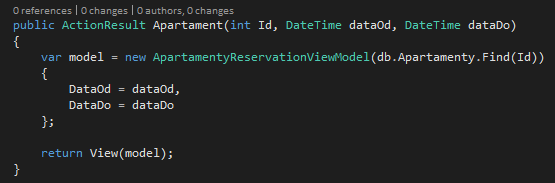 0 references | 0 changes | 0 authors, 0 changes
public ActionResult Apartament(int Id, DateTime dataOd, DateTime dataDo)
{
    var model = new ApartamentyReservationViewModel(db.Apartamenty.Find(Id))
    {
        DataOd = dataOd,
        DataDo = dataDo
    };

    return View(model);
}